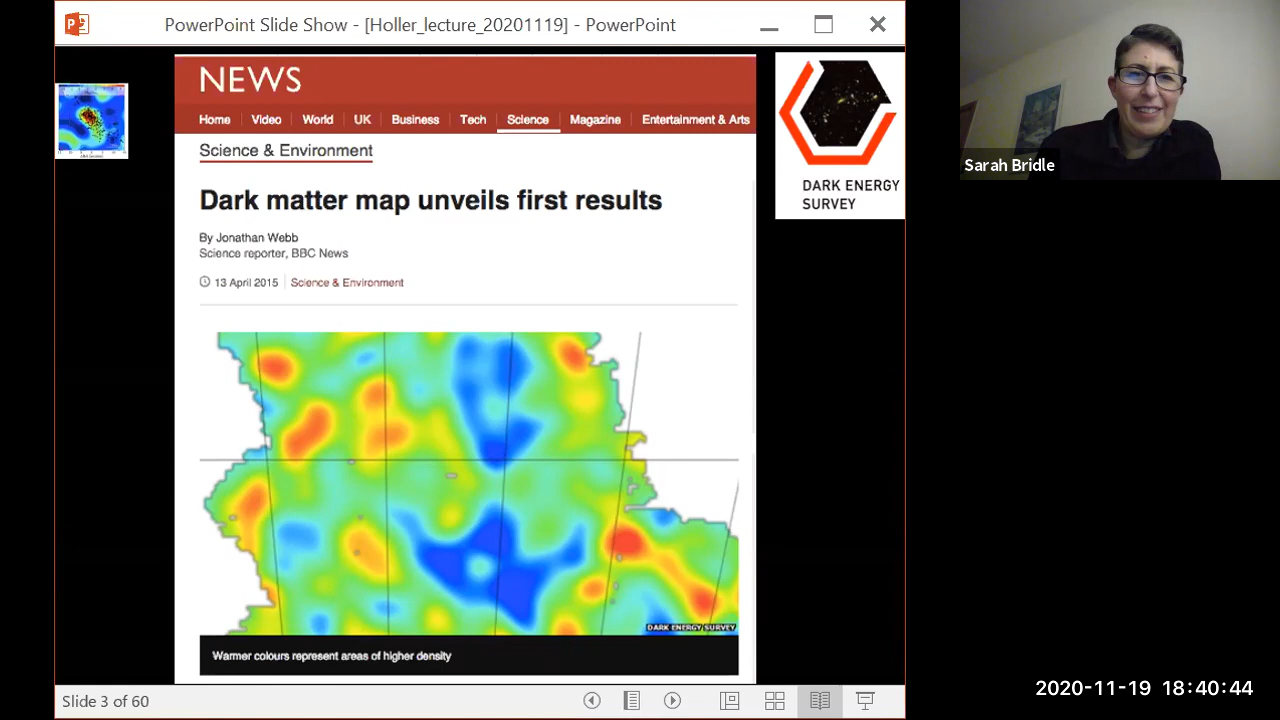 PowerPoint Slide Show - [Holler_lecture_20201119] - PowerPoint
NEWS
Home Video World UK Business Tech Science Magazine Entertainment & Arts
Science & Environment
Dark matter map unveils first results
By Jonathan Webb
Science reporter, BBC News
13 April 2015 Science & Environment
DARK ENERGY SURVEY
Warmer colours represent areas of higher density
DARK ENERGY
SURVEY
Slide 3 of 60
Sarah Bridle
2020-11-19 18:40:44